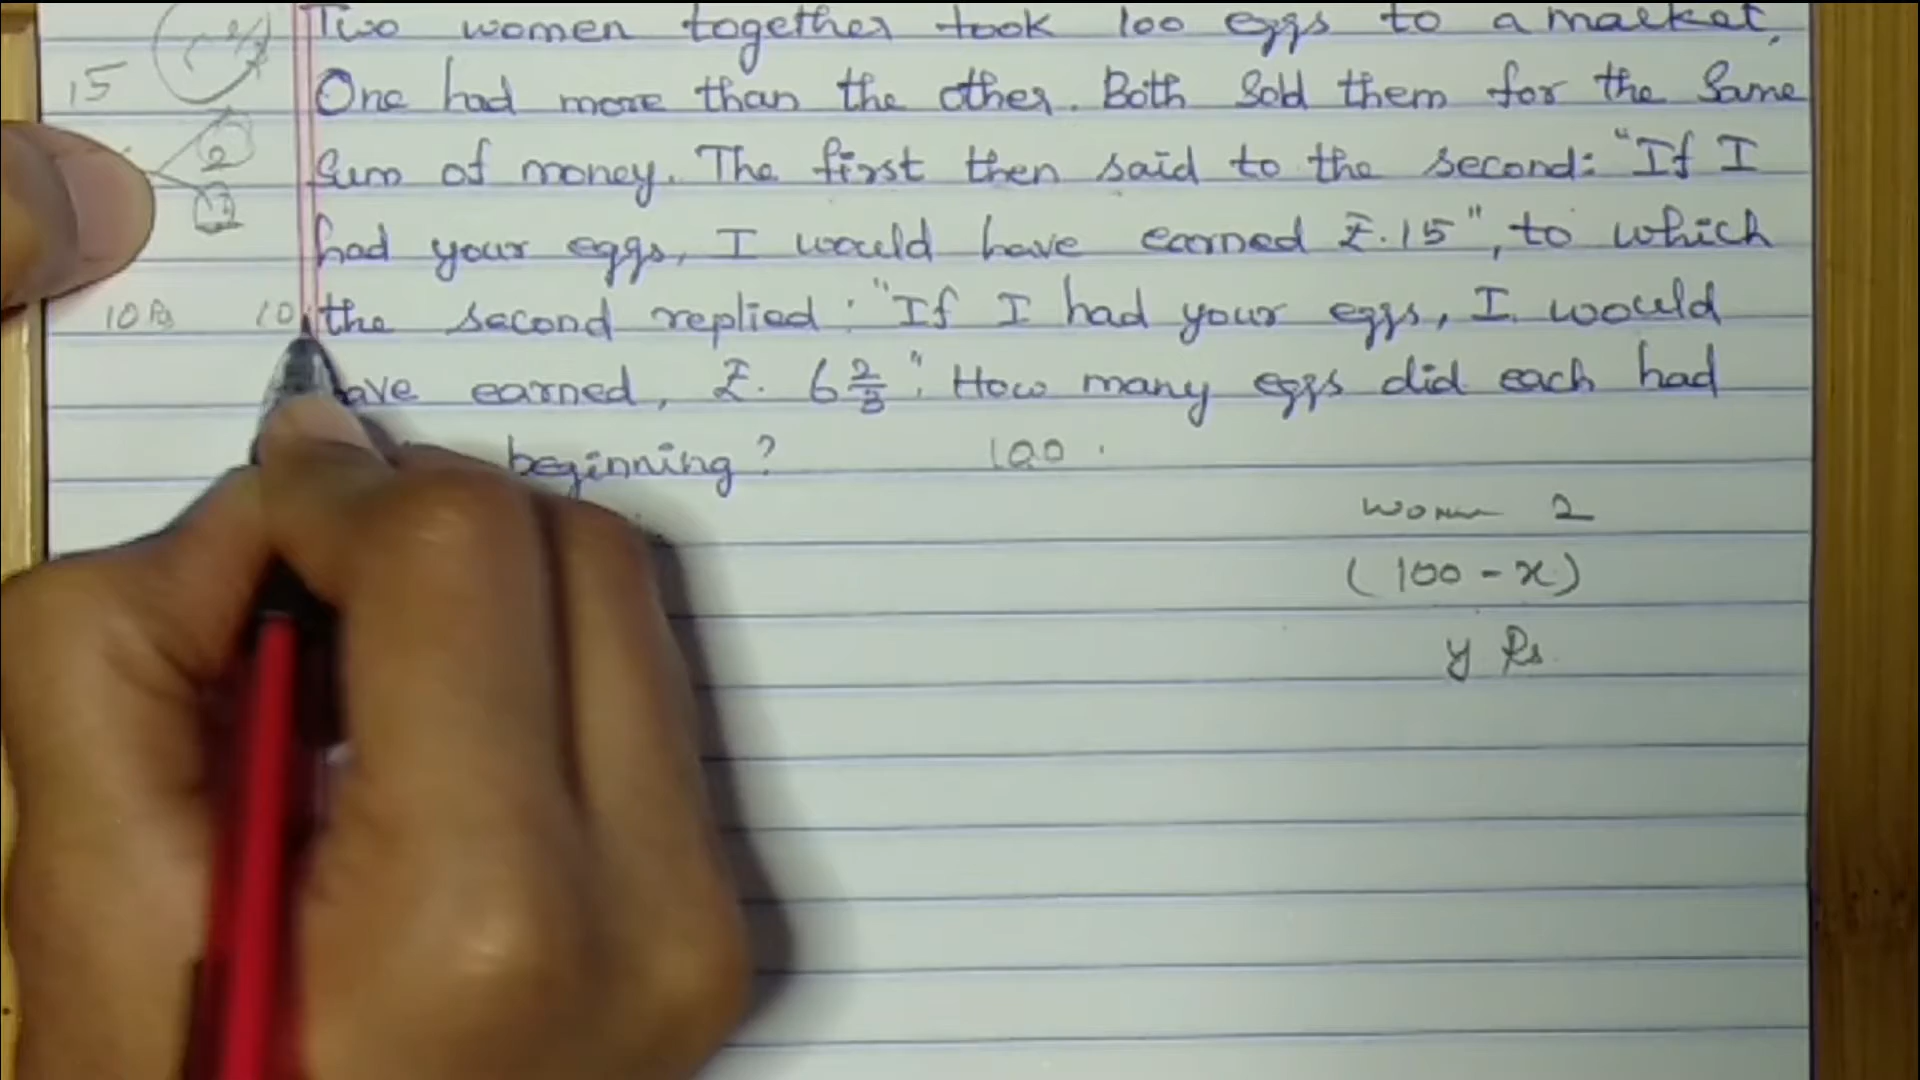 Two women together took 100 eggs to a market.
15
One had more than the other. Both sold them for the same
2
sum of money. The first then said to the second: "If I
1
had your eggs, I would have earned ₹.15", to which
10 Rs 10
the second replied: "If I had your eggs, I would
ave earned, ₹. 6 2/3". How many eggs did each had
beginning? 100
2
(100 - x)
y Rs